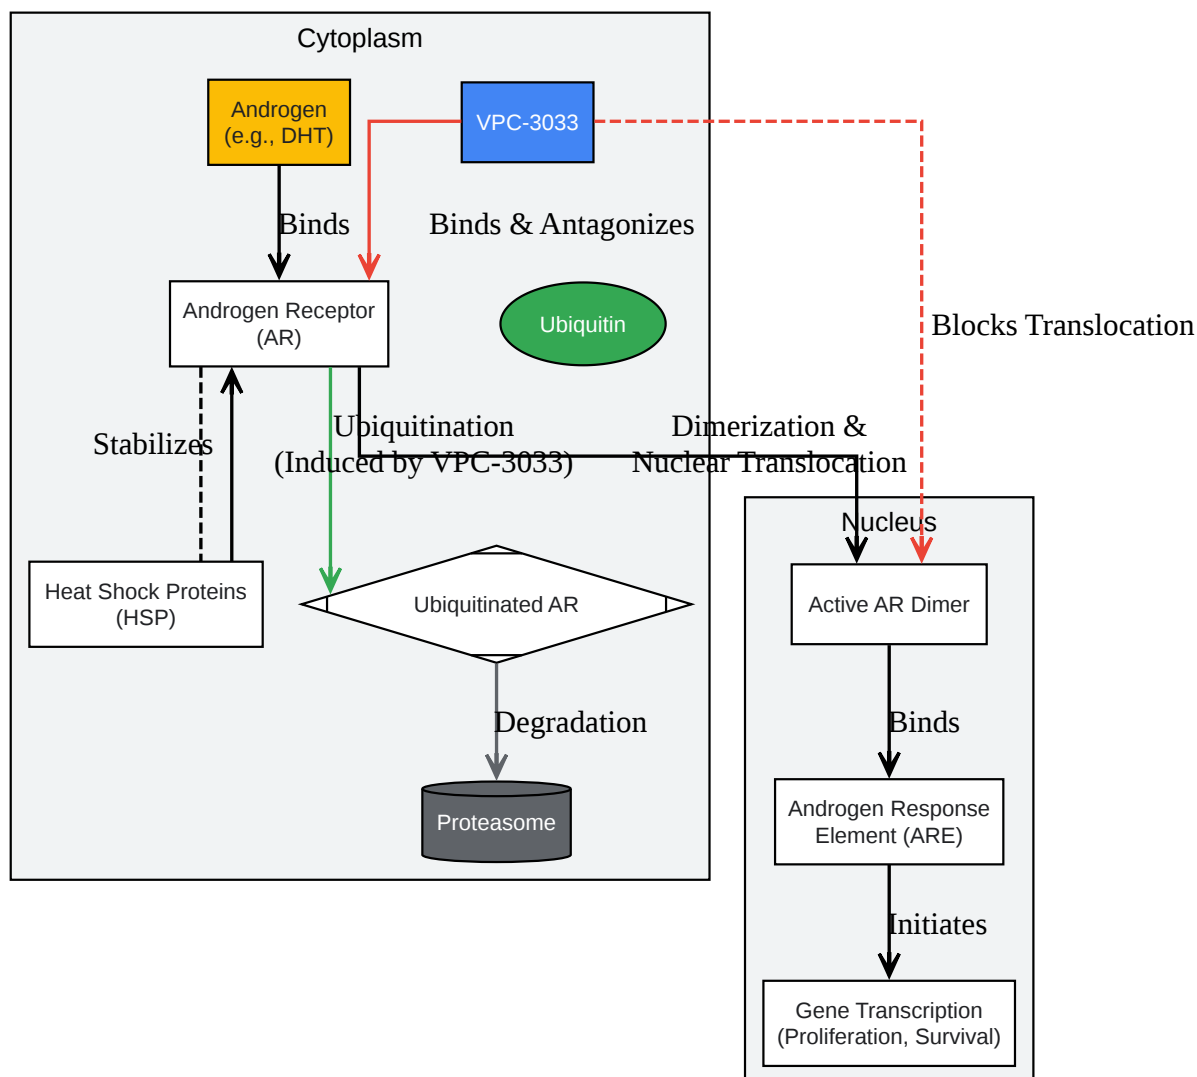 Cytoplasm
Androgen
(e.g., DHT)
VPC-3033
Binds
Binds & Antagonizes
Androgen Receptor
(AR)
Ubiquitin
Blocks Translocation
Stabilizes
Ubiquitination
(Induced by VPC-3033)
Dimerization &
Nuclear Translocation
Nucleus
Heat Shock Proteins
(HSP)
Ubiquitinated AR
Active AR Dimer
Degradation
Binds
Proteasome
Androgen Response
Element (ARE)
Initiates
Gene Transcription
(Proliferation, Survival)